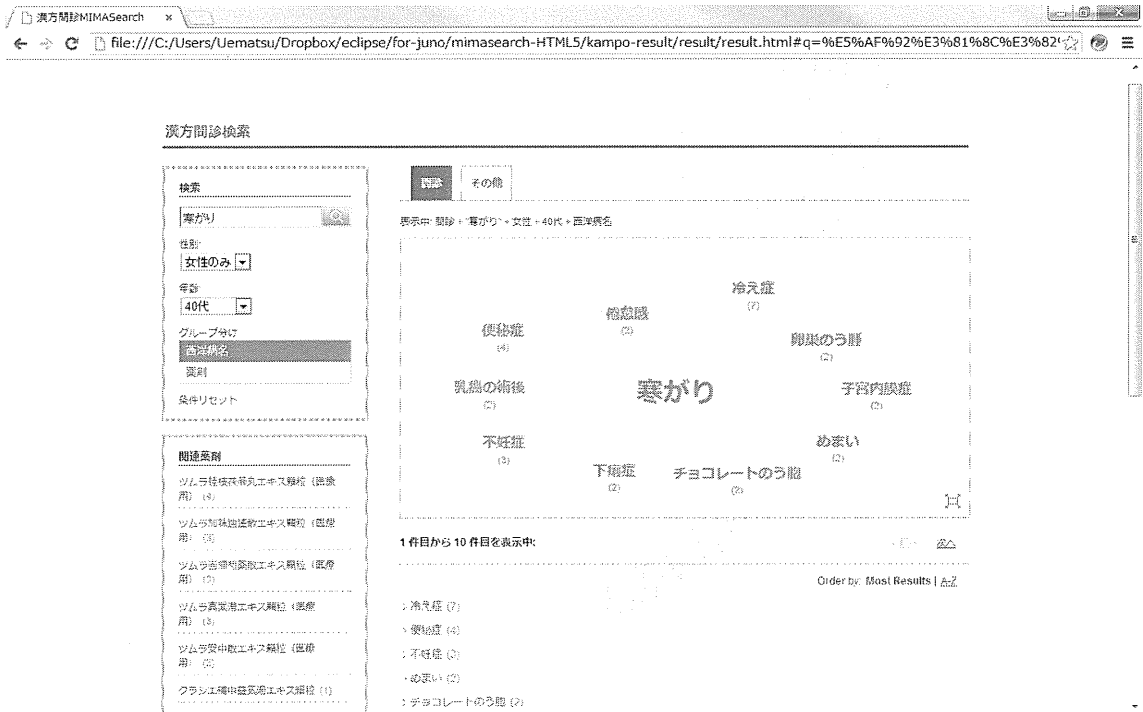 漢方問診MIMASearch
file:///C:/Users/Uematsu/Dropbox/eclipse/for-juno/mimasearch-HTML5/kampo-result/result/result.html#q=%E5%AF%92%E3%81%8C%E3%82%
漢方問診検索
検索
寒がり
性別:
女性のみ
年齢:
40代
グループ分け
西洋病名
薬剤
条件リセット
関連薬剤
ツムラ桂枝茯苓丸エキス顆粒（医療
用） (4)
ツムラ加味逍遙散エキス顆粒（医療
用） (3)
ツムラ当帰芍薬散エキス顆粒（医療
用）
ツムラ真武湯エキス顆粒（医療
用） (3)
ツムラ安中散エキス顆粒（医療
用） (2)
クラシエ補中益気湯エキス細粒 (1)
問診
その他
表示中: 問診 + "寒がり" + 女性 + 40代 + 西洋病名
冷え症
(7)
倦怠感
(3)
便秘症
(4)
卵巣のう腫
(2)
乳癌の術後
(2)
寒がり
子宮内膜症
(2)
不妊症
(3)
めまい
(2)
下痢症
(2)
チョコレートのう胞
(2)
1 件目から 10 件目を表示中:
次へ
Order by: Most Results | A-Z
冷え症 (7)
便秘症 (4)
不妊症 (3)
めまい (2)
チョコレートのう胞 (2)